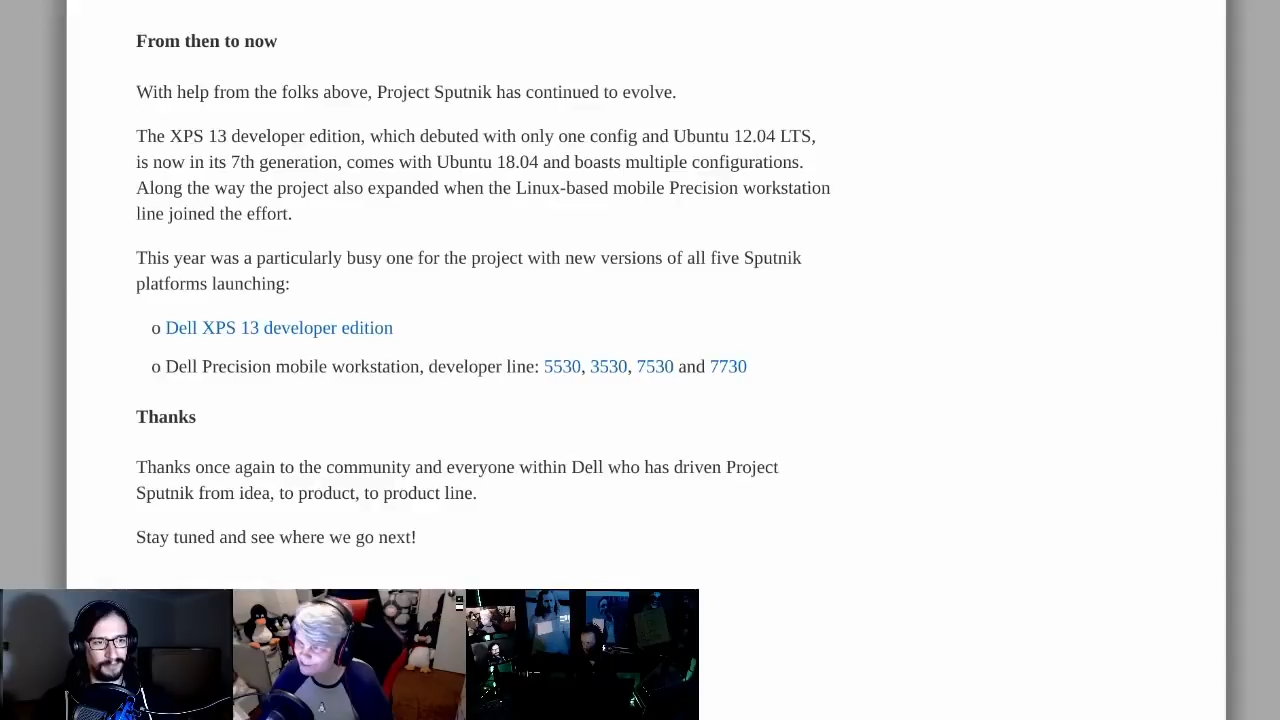 From then to now
With help from the folks above, Project Sputnik has continued to evolve.
The XPS 13 developer edition, which debuted with only one config and Ubuntu 12.04 LTS,
is now in its 7th generation, comes with Ubuntu 18.04 and boasts multiple configurations.
Along the way the project also expanded when the Linux-based mobile Precision workstation
line joined the effort.
This year was a particularly busy one for the project with new versions of all five Sputnik
platforms launching:
o Dell XPS 13 developer edition
o Dell Precision mobile workstation, developer line: 5530, 3530, 7530 and 7730
Thanks
Thanks once again to the community and everyone within Dell who has driven Project
Sputnik from idea, to product, to product line.
Stay tuned and see where we go next!